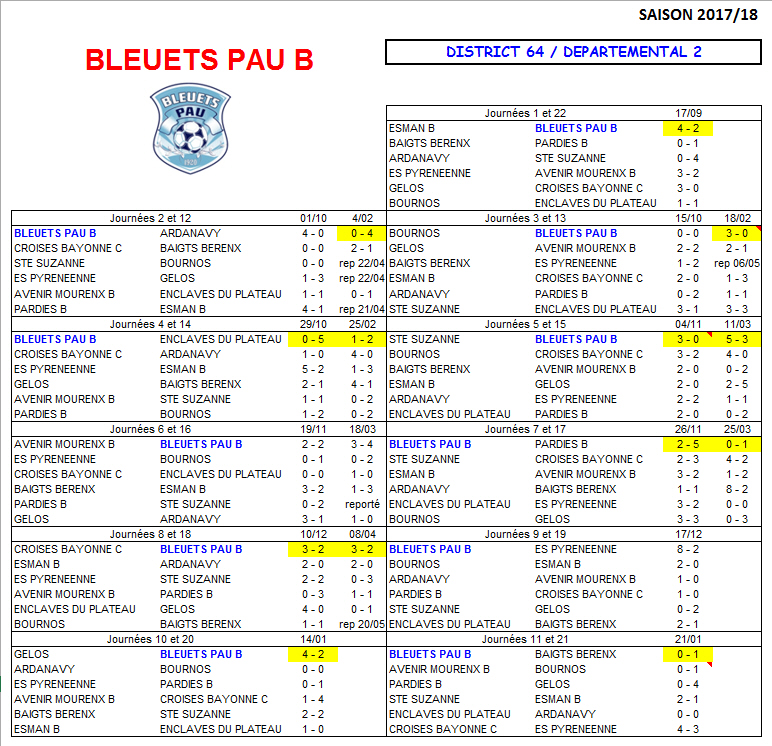 SAISON 2017/18
BLEUETS PAU B
DISTRICT 64 / DEPARTEMENTAL 2
BLEUETS
PAU
1920
Journées 1 et 22 17/09
ESMAN B BLEUETS PAU B 4 - 2
BAIGTS BERENX PARDIES B 0 - 1
ARDANAVY STE SUZANNE 0 - 4
ES PYRENEENNE AVENIR MOURENX B 3 - 2
GELOS CROISES BAYONNE C 3 - 0
BOURNOS ENCLAVES DU PLATEAU 1 - 1
Journées 2 et 12 01/10 4/02
BLEUETS PAU B ARDANAVY 4 - 0 0 - 4
CROISES BAYONNE C BAIGTS BERENX 0 - 0 2 - 1
STE SUZANNE BOURNOS 0 - 0 rep 22/04
ES PYRENEENNE GELOS 1 - 3 rep 22/04
AVENIR MOURENX B ENCLAVES DU PLATEAU 1 - 1 0 - 1
PARDIES B ESMAN B 4 - 1 rep 21/04
Journées 3 et 13 15/10 18/02
BOURNOS BLEUETS PAU B 0 - 0 3 - 0
GELOS AVENIR MOURENX B 2 - 2 2 - 1
BAIGTS BERENX ES PYRENEENNE 1 - 2 rep 06/05
ESMAN B CROISES BAYONNE C 2 - 0 1 - 3
ARDANAVY PARDIES B 0 - 2 1 - 1
STE SUZANNE ENCLAVES DU PLATEAU 3 - 1 3 - 3
Journées 4 et 14 29/10 25/02
BLEUETS PAU B ENCLAVES DU PLATEAU 0 - 5 1 - 2
CROISES BAYONNE C ARDANAVY 1 - 0 4 - 0
ES PYRENEENNE ESMAN B 5 - 2 1 - 3
GELOS BAIGTS BERENX 2 - 1 4 - 1
AVENIR MOURENX B STE SUZANNE 1 - 1 0 - 2
PARDIES B BOURNOS 1 - 2 0 - 2
Journées 5 et 15 04/11 11/03
STE SUZANNE BLEUETS PAU B 3 - 0 5 - 3
BOURNOS CROISES BAYONNE C 3 - 2 4 - 0
BAIGTS BERENX AVENIR MOURENX B 2 - 0 0 - 2
ESMAN B GELOS 2 - 0 2 - 5
ARDANAVY ES PYRENEENNE 2 - 2 1 - 1
ENCLAVES DU PLATEAU PARDIES B 2 - 0 0 - 2
Journées 6 et 16 19/11 18/03
AVENIR MOURENX B BLEUETS PAU B 2 - 2 3 - 4
ES PYRENEENNE BOURNOS 0 - 1 0 - 2
CROISES BAYONNE C ENCLAVES DU PLATEAU 0 - 0 1 - 0
BAIGTS BERENX ESMAN B 3 - 2 1 - 3
PARDIES B STE SUZANNE 0 - 2 reporté
GELOS ARDANAVY 3 - 1 1 - 0
Journées 7 et 17 26/11 25/03
BLEUETS PAU B PARDIES B 2 - 5 0 - 1
STE SUZANNE CROISES BAYONNE C 2 - 3 4 - 2
ESMAN B AVENIR MOURENX B 3 - 2 1 - 2
ARDANAVY BAIGTS BERENX 1 - 1 8 - 2
ENCLAVES DU PLATEAU ES PYRENEENNE 3 - 2 0 - 0
BOURNOS GELOS 3 - 3 0 - 3
Journées 8 et 18 10/12 08/04
CROISES BAYONNE C BLEUETS PAU B 3 - 2 3 - 2
ESMAN B ARDANAVY 2 - 0 2 - 0
ES PYRENEENNE STE SUZANNE 2 - 2 0 - 3
AVENIR MOURENX B PARDIES B 0 - 3 1 - 1
ENCLAVES DU PLATEAU GELOS 4 - 0 0 - 1
BOURNOS BAIGTS BERENX 1 - 1 rep 20/05
Journées 9 et 19 17/12
BLEUETS PAU B ES PYRENEENNE 8 - 2
BOURNOS ESMAN B 2 - 0
ARDANAVY AVENIR MOURENX B 1 - 0
PARDIES B CROISES BAYONNE C 1 - 0
STE SUZANNE GELOS 0 - 2
ENCLAVES DU PLATEAU BAIGTS BERENX 2 - 1
Journées 10 et 20 14/01
GELOS BLEUETS PAU B 4 - 2
ARDANAVY BOURNOS 0 - 0
ES PYRENEENNE PARDIES B 0 - 1
AVENIR MOURENX B CROISES BAYONNE C 1 - 4
BAIGTS BERENX STE SUZANNE 2 - 2
ESMAN B ENCLAVES DU PLATEAU 1 - 0
Journées 11 et 21 21/01
BLEUETS PAU B BAIGTS BERENX 0 - 1
AVENIR MOURENX B BOURNOS 0 - 1
PARDIES B GELOS 0 - 4
STE SUZANNE ESMAN B 2 - 1
ENCLAVES DU PLATEAU ARDANAVY 0 - 0
CROISES BAYONNE C ES PYRENEENNE 4 - 3